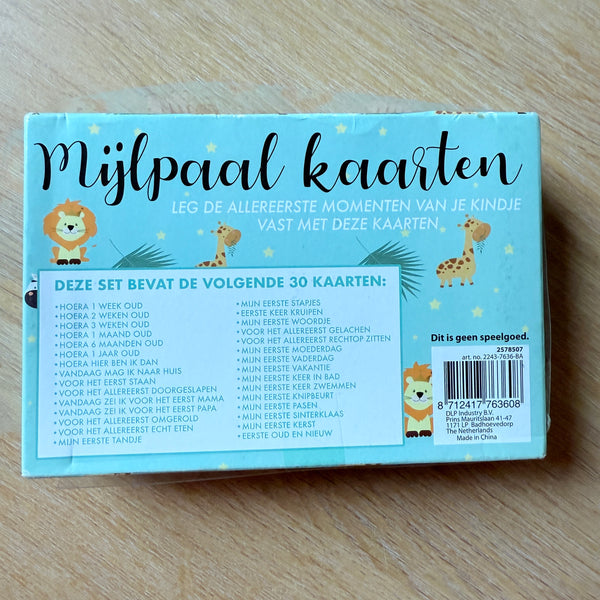 Mijlpaal kaarten
LEG DE ALLEREERSTE MOMENTEN VAN JE KINDJE
VAST MET DEZE KAARTEN
DEZE SET BEVAT DE VOLGENDE 30 KAARTEN:
• HOERA 1 WEEK OUD
• HOERA 2 WEKEN OUD
• HOERA 3 WEKEN OUD
• HOERA 1 MAAND OUD
• HOERA 6 MAANDEN OUD
• HOERA 1 JAAR OUD
• HOERA HIER BEN IK DAN
• VANDAAG MAG IK NAAR HUIS
• VOOR HET EERST STAAN
• VOOR HET ALLEREERST DOORGESLAPEN
• VANDAAG ZEI IK VOOR HET EERST MAMA
• VANDAAG ZEI IK VOOR HET EERST PAPA
• VOOR HET ALLEREERST OMGEROLD
• VOOR HET ALLEREERST ECHT ETEN
• MIJN EERSTE TANDJE
• MIJN EERSTE STAPJES
• EERSTE KEER KRUIPEN
• MIJN EERSTE WOORDJE
• VOOR HET ALLEREERST GELACHEN
• VOOR HET ALLEREERST RECHTOP ZITTEN
• MIJN EERSTE MOEDERDAG
• MIJN EERSTE VADERDAG
• MIJN EERSTE VAKANTIE
• MIJN EERSTE KEER IN BAD
• MIJN EERSTE KEER ZWEMMEN
• MIJN EERSTE KNIPBEURT
• MIJN EERSTE PASEN
• MIJN EERSTE SINTERKLAAS
• MIJN EERSTE KERST
• EERSTE OUD EN NIEUW
Dit is geen speelgoed.
2578507
art. no. 2243-7636-BA
8 712417 763608
DLP Industry B.V.
Prins Mauritslaan 41-47
1171 LP Badhoevedorp
The Netherlands
Made in China